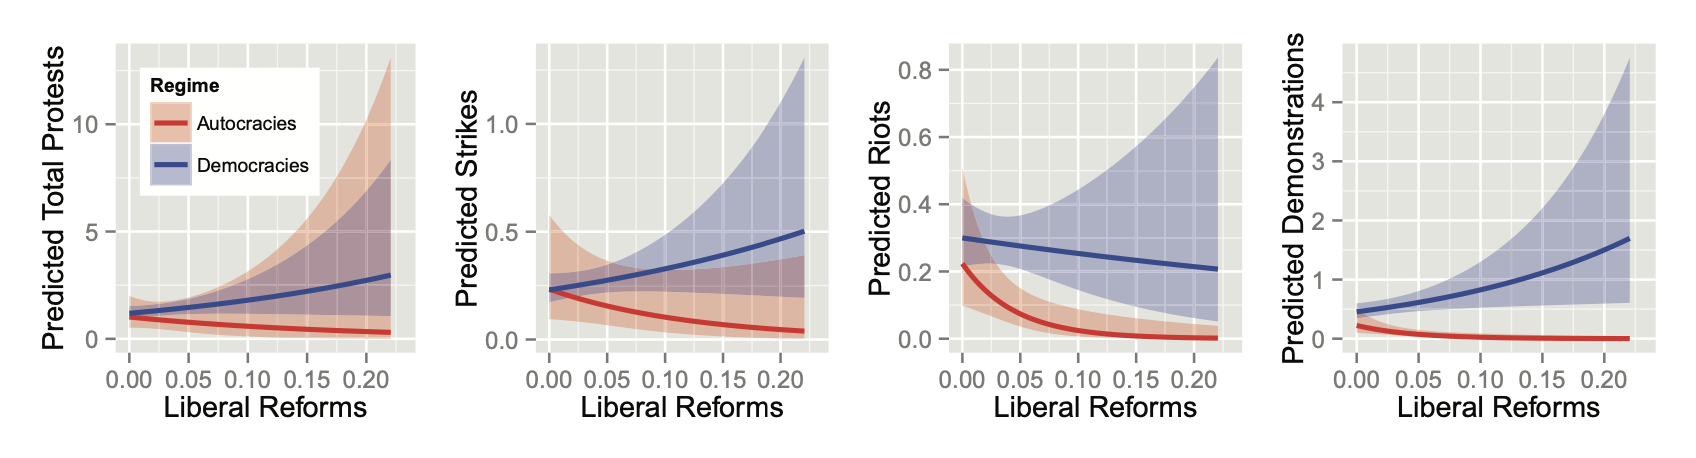 Predicted Total Protests
10
5
0
Regime
Autocracies
Democracies
0.00 0.05 0.10 0.15 0.20
Liberal Reforms
Predicted Strikes
1.0
0.5
0.0
0.00 0.05 0.10 0.15 0.20
Liberal Reforms
Predicted Riots
0.8
0.6
0.4
0.2
0.0
0.00 0.05 0.10 0.15 0.20
Liberal Reforms
Predicted Demonstrations
4
3
2
1
0
0.00 0.05 0.10 0.15 0.20
Liberal Reforms